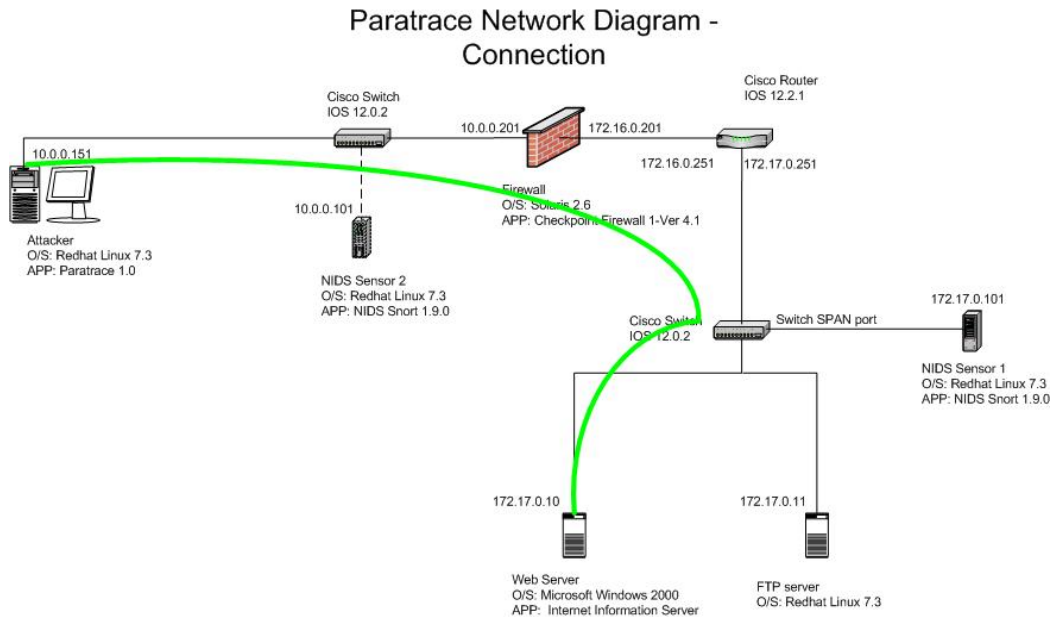 Paratrace Network Diagram -
Connection
Cisco Router
IOS 12.2.1
Cisco Switch
IOS 12.0.2
10.0.0.201
172.16.0.201
10.0.0.151
172.16.0.251
172.17.0.251
Firewall
O/S: Solaris 2.6
APP: Checkpoint Firewall 1-Ver 4.1
10.0.0.101
Attacker
O/S: Redhat Linux 7.3
APP: Paratrace 1.0
NIDS Sensor 2
O/S: Redhat Linux 7.3
APP: NIDS Snort 1.9.0
172.17.0.101
Cisco Switch
IOS 12.0.2
Switch SPAN port
NIDS Sensor 1
O/S: Redhat Linux 7.3
APP: NIDS Snort 1.9.0
172.17.0.10
172.17.0.11
Web Server
O/S: Microsoft Windows 2000
APP: Internet Information Server
FTP server
O/S: Redhat Linux 7.3